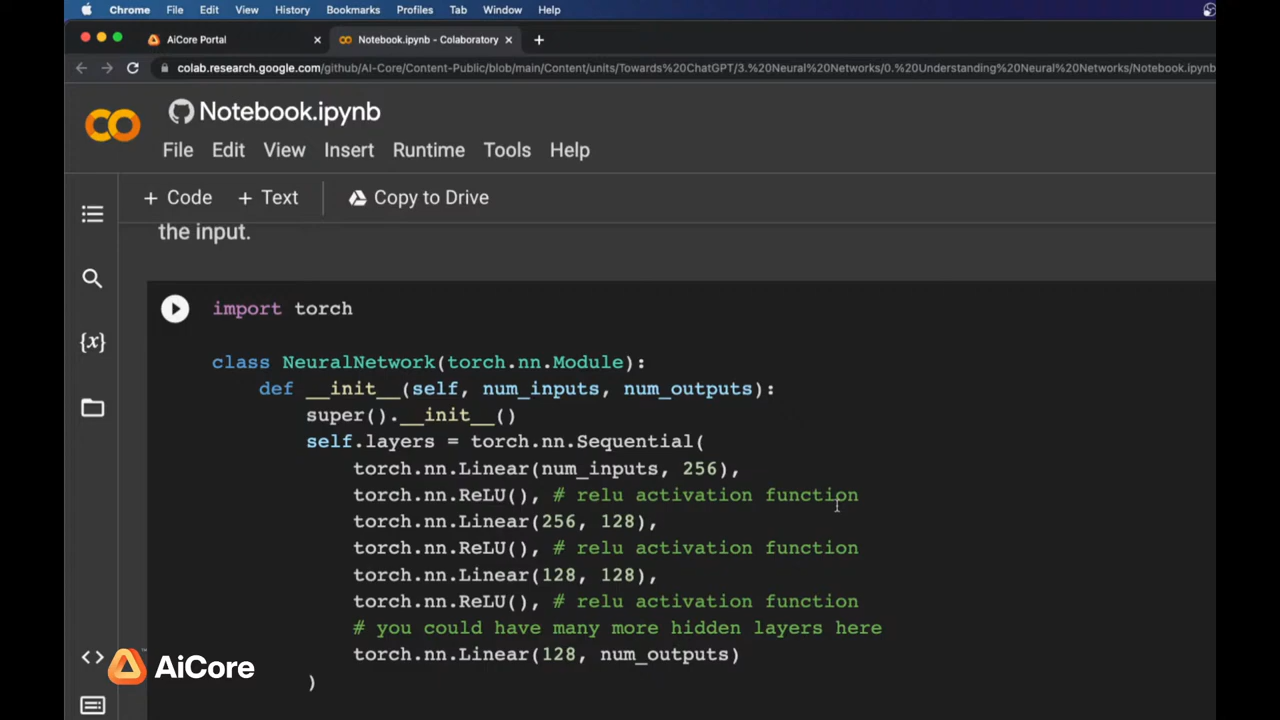 Chrome File Edit View History Bookmarks Profiles Tab Window Help
AiCore Portal × Notebook.ipynb - Colaboratory × +
colab.research.google.com/github/AI-Core/Content-Public/blob/main/Content/units/Towards%20ChatGPT/3.%20Neural%20Networks/0.%20Understanding%20Neural%20Networks/Notebook.ipynb
CO Notebook.ipynb
File Edit View Insert Runtime Tools Help
+ Code + Text Copy to Drive
the input.
import torch
{x}
class NeuralNetwork(torch.nn.Module):
def __init__(self, num_inputs, num_outputs):
super().__init__()
self.layers = torch.nn.Sequential(
torch.nn.Linear(num_inputs, 256),
torch.nn.ReLU(), # relu activation function
torch.nn.Linear(256, 128),
torch.nn.ReLU(), # relu activation function
torch.nn.Linear(128, 128),
torch.nn.ReLU(), # relu activation function
# you could have many more hidden layers here
torch.nn.Linear(128, num_outputs)
)
<> AiCore